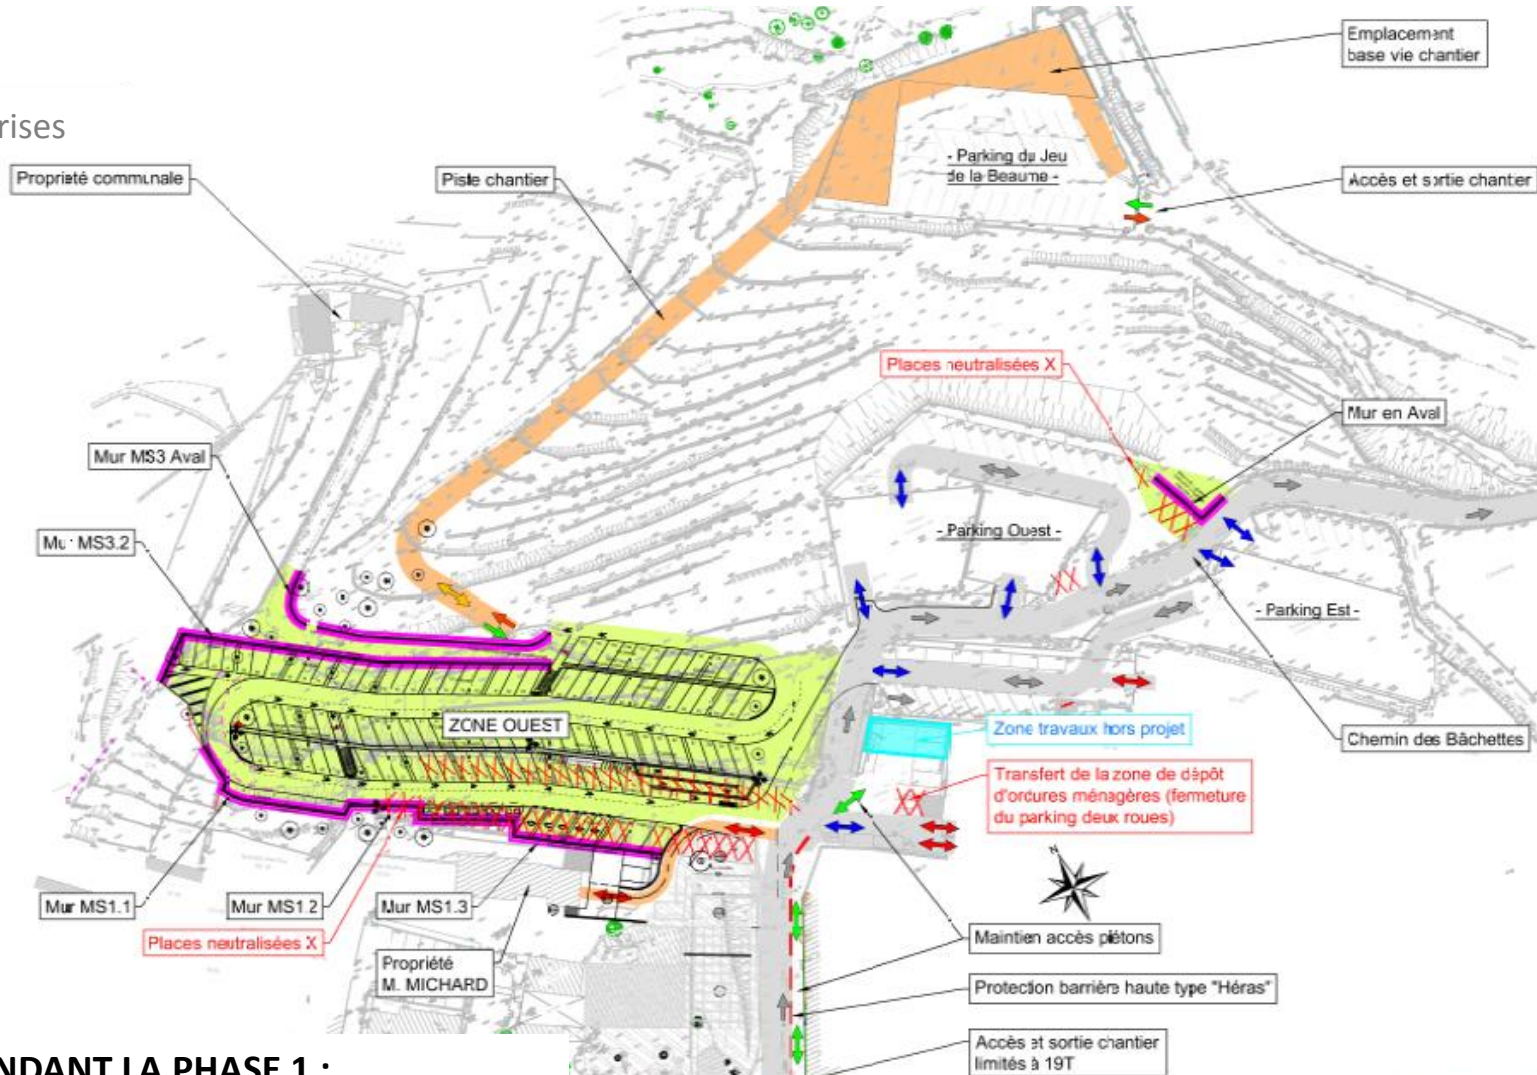 rises
Emplacement
base vie chantier
Propriété communale
Piste chantier
- Parking du Jeu
de la Beaume -
Accès et sortie chantier
Places neutralisées X
Mur en Aval
Mur MS3 Aval
Mur MS3.2
- Parking Ouest -
- Parking Est -
ZONE OUEST
Zone travaux hors projet
Chemin des Bâchettes
Transfert de la zone de dépôt
d'ordures ménagères (fermeture
du parking deux roues)
N
Mur MS1.1
Mur MS1.2
Mur MS1.3
Places neutralisées X
Maintien accès piétons
Propriété
M. MICHARD
Protection barrière haute type "Héras"
Accès et sortie chantier
limités à 19T
NDANT LA PHASE 1 :